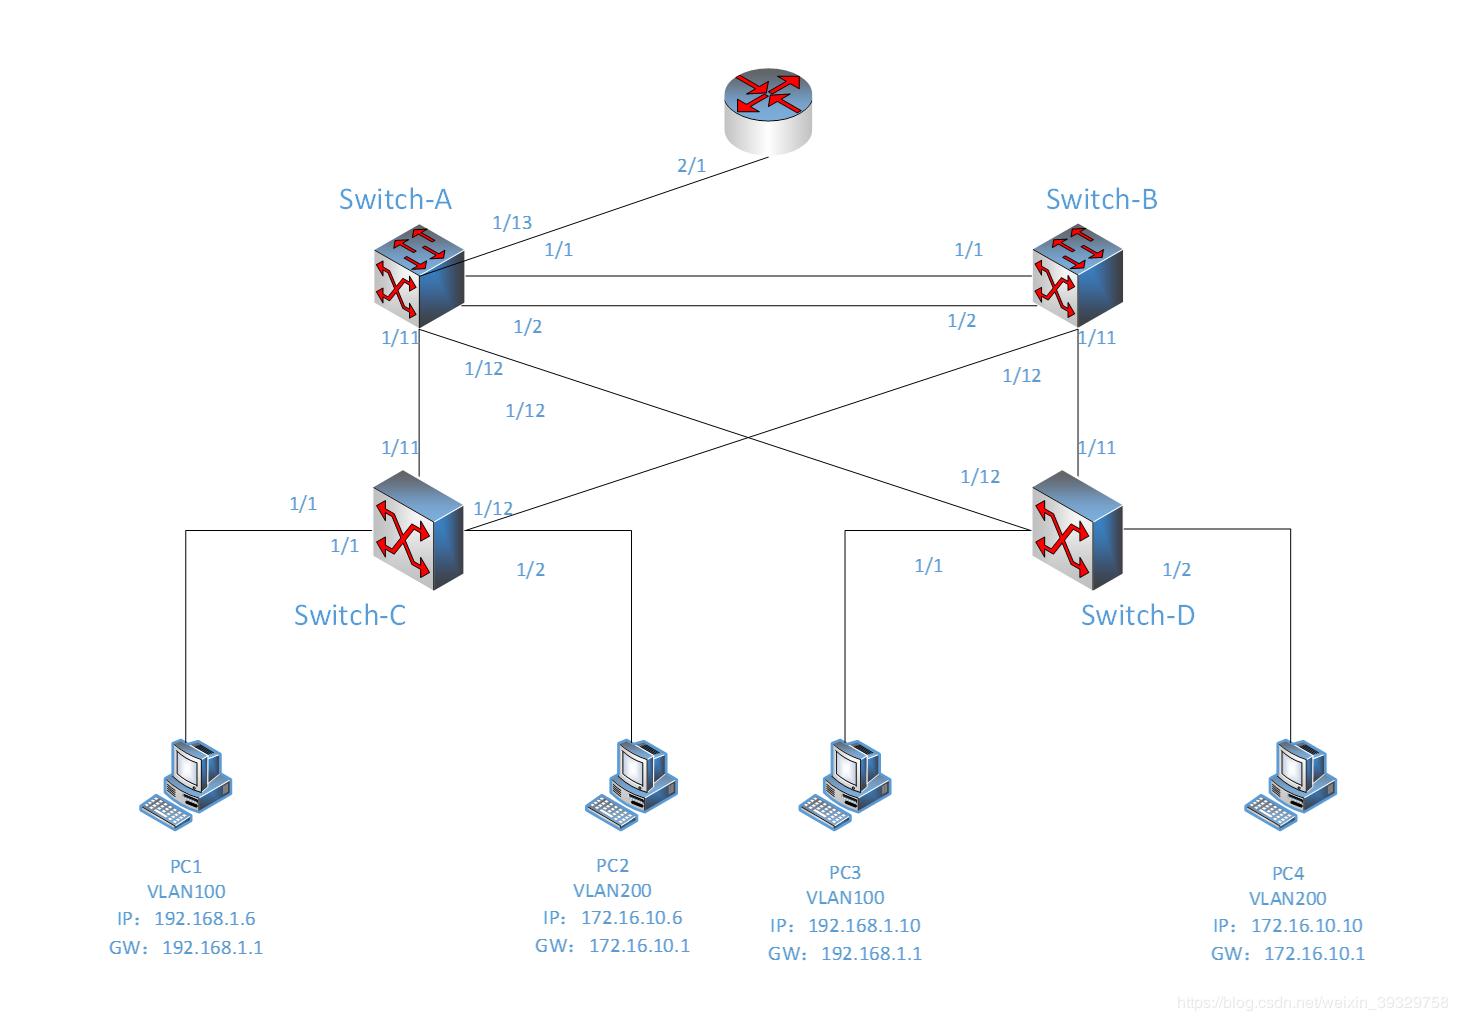 2/1
Switch-A
Switch-B
1/13
1/1
1/1
1/2
1/2
1/11
1/11
1/12
1/12
1/12
1/11
1/11
1/12
1/1
1/12
1/1
1/2
1/1
1/2
Switch-C
Switch-D
PC1
VLAN100
IP：192.168.1.6
GW：192.168.1.1
PC2
VLAN200
IP：172.16.10.6
GW：172.16.10.1
PC3
VLAN100
IP：192.168.1.10
GW：192.168.1.1
PC4
VLAN200
IP：172.16.10.10
GW：172.16.10.1
https://blog.csdn.net/weixin_39329758